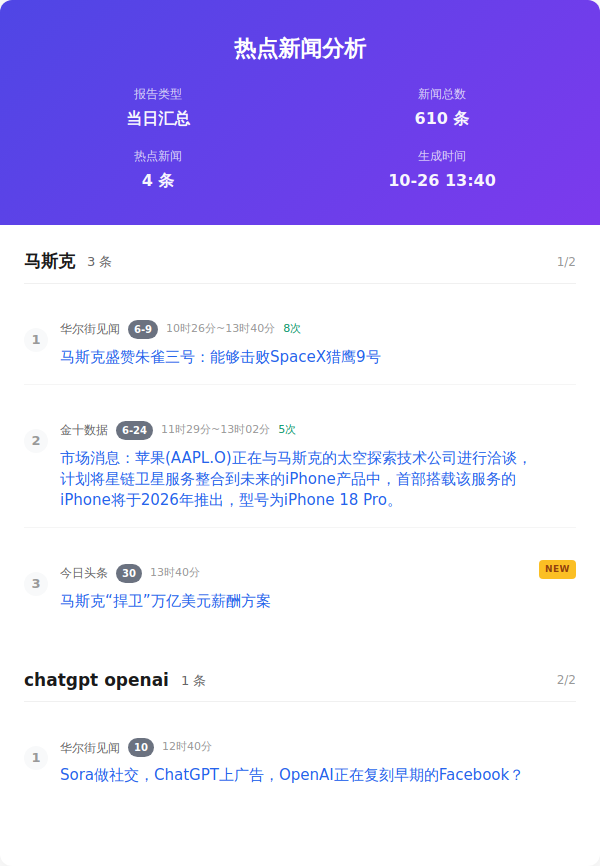 热点新闻分析
报告类型
新闻总数
当日汇总
610 条
热点新闻
生成时间
4 条
10-26 13:40
马斯克 3 条 1/2
1
华尔街见闻 6-9 10时26分~13时40分 8次
马斯克盛赞朱雀三号：能够击败SpaceX猎鹰9号
2
金十数据 6-24 11时29分~13时02分 5次
市场消息：苹果(AAPL.O)正在与马斯克的太空探索技术公司进行洽谈，
计划将星链卫星服务整合到未来的iPhone产品中，首部搭载该服务的
iPhone将于2026年推出，型号为iPhone 18 Pro。
3
今日头条 30 13时40分 NEW
马斯克“捍卫”万亿美元薪酬方案
chatgpt openai 1 条 2/2
1
华尔街见闻 10 12时40分
Sora做社交，ChatGPT上广告，OpenAI正在复刻早期的Facebook？